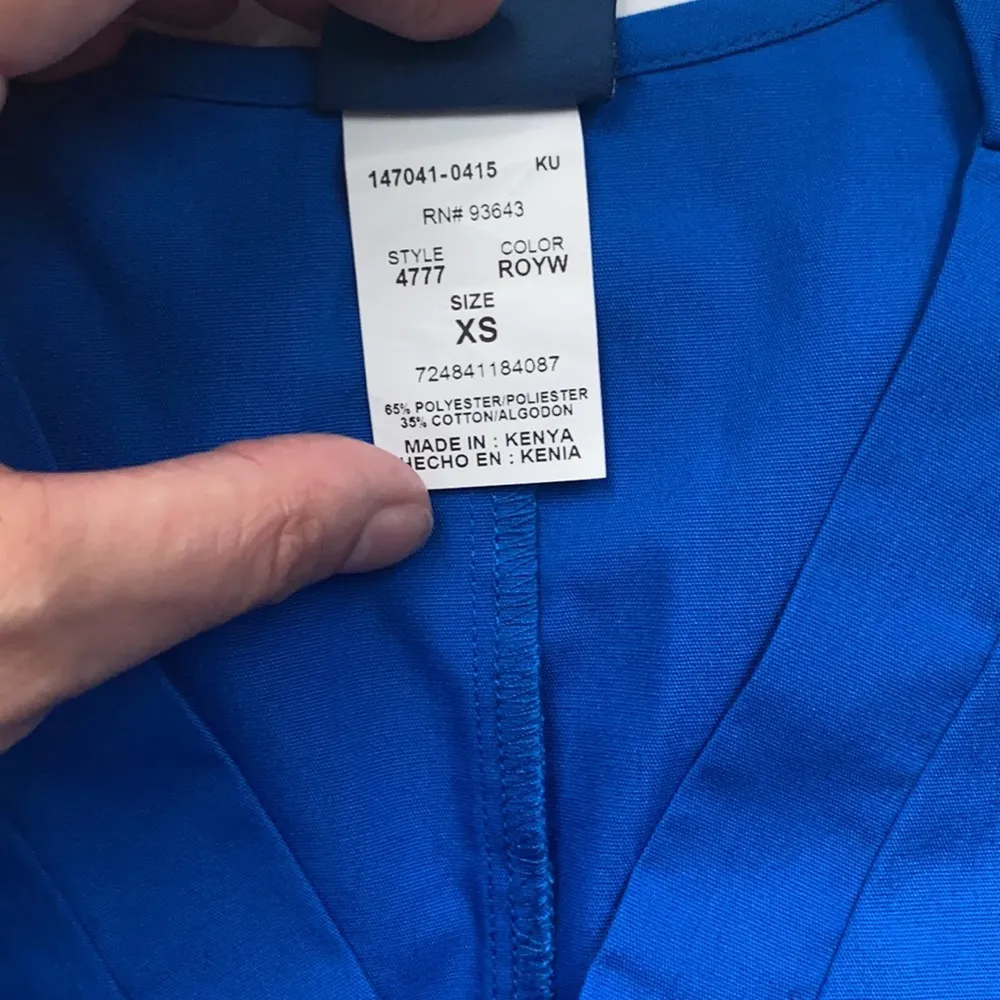 147041-0415 KU
RN# 93643
STYLE COLOR
4777 ROYW
SIZE
XS
724841184087
65% POLYESTER/POLIESTER
35% COTTON/ALGODON
MADE IN : KENYA
HECHO EN : KENIA